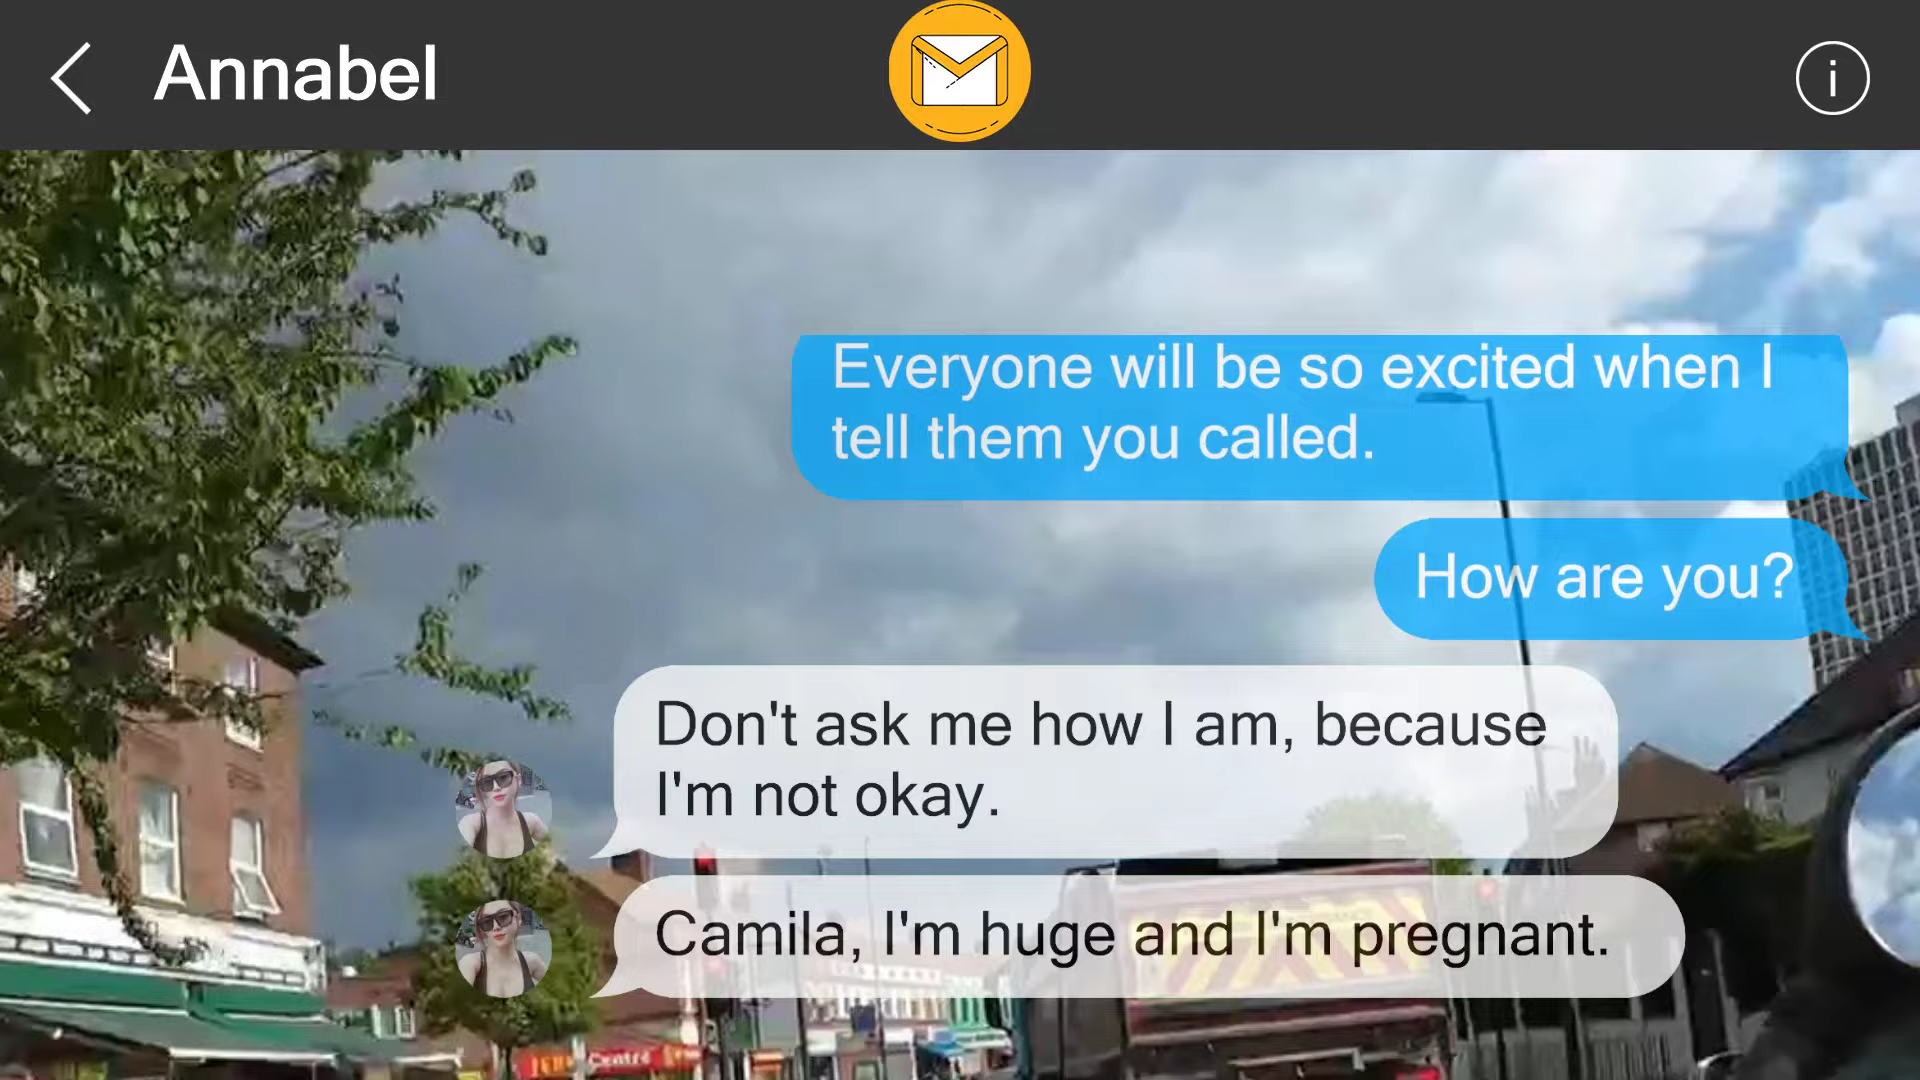 Annabel
Everyone will be so excited when I
tell them you called.
How are you?
Don't ask me how I am, because
I'm not okay.
Camila, I'm huge and I'm pregnant.
Centre